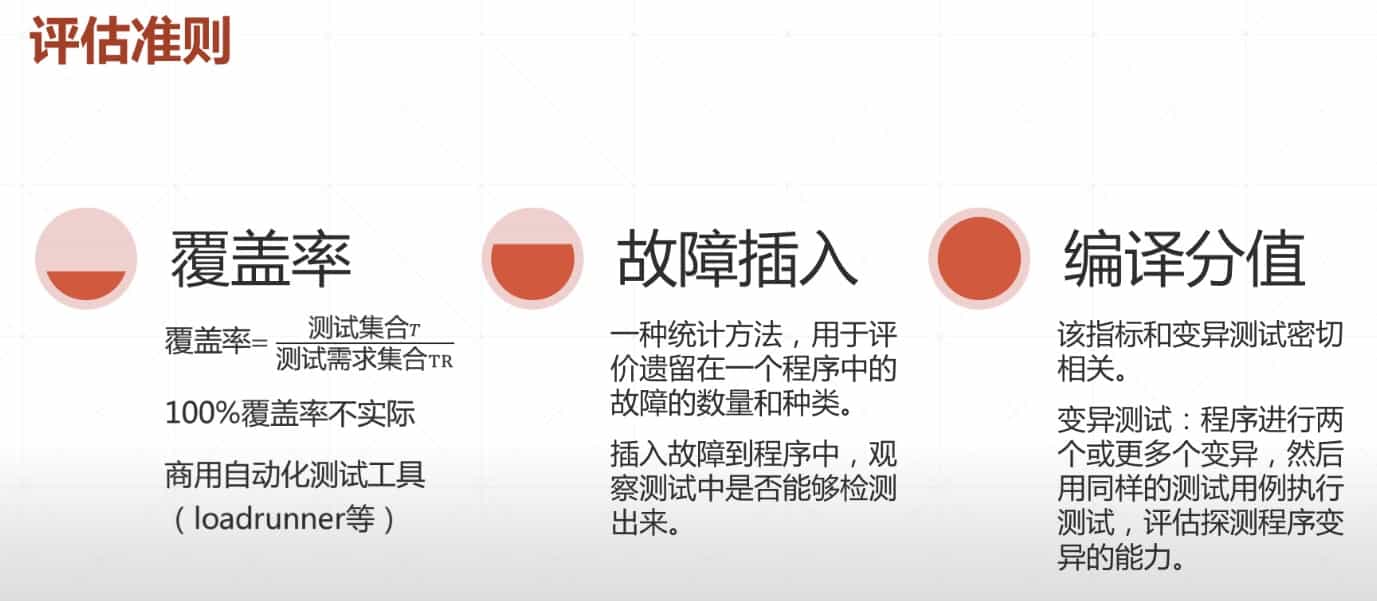 评估准则
覆盖率
覆盖率=测试集合T/测试需求集合TR
100%覆盖率不实际
商用自动化测试工具
（loadrunner等）
故障插入
一种统计方法，用于评
价遗留在一个程序中的
故障的数量和种类。
插入故障到程序中，观
察测试中是否能够检测
出来。
编译分值
该指标和变异测试密切
相关。
变异测试：程序进行两
个或更多个变异，然后
用同样的测试用例执行
测试，评估探测程序变
异的能力。